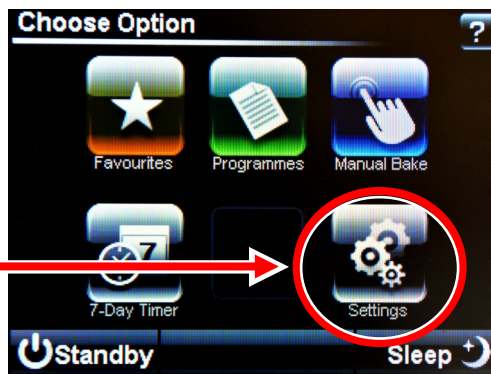 Choose Option
?
Favourites
Programmes
Manual Bake
7
7-Day Timer
Settings
Standby
Sleep